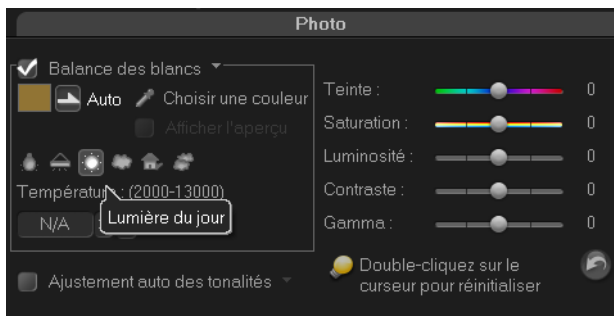 Photo
Balance des blancs
Auto
Choisir une couleur
Afficher l'aperçu
Température : (2000-13000)
N/A
Lumière du jour
Ajustement auto des tonalités
Teinte : 0
Saturation : 0
Luminosité : 0
Contraste : 0
Gamma : 0
Double-cliquez sur le
curseur pour réinitialiser